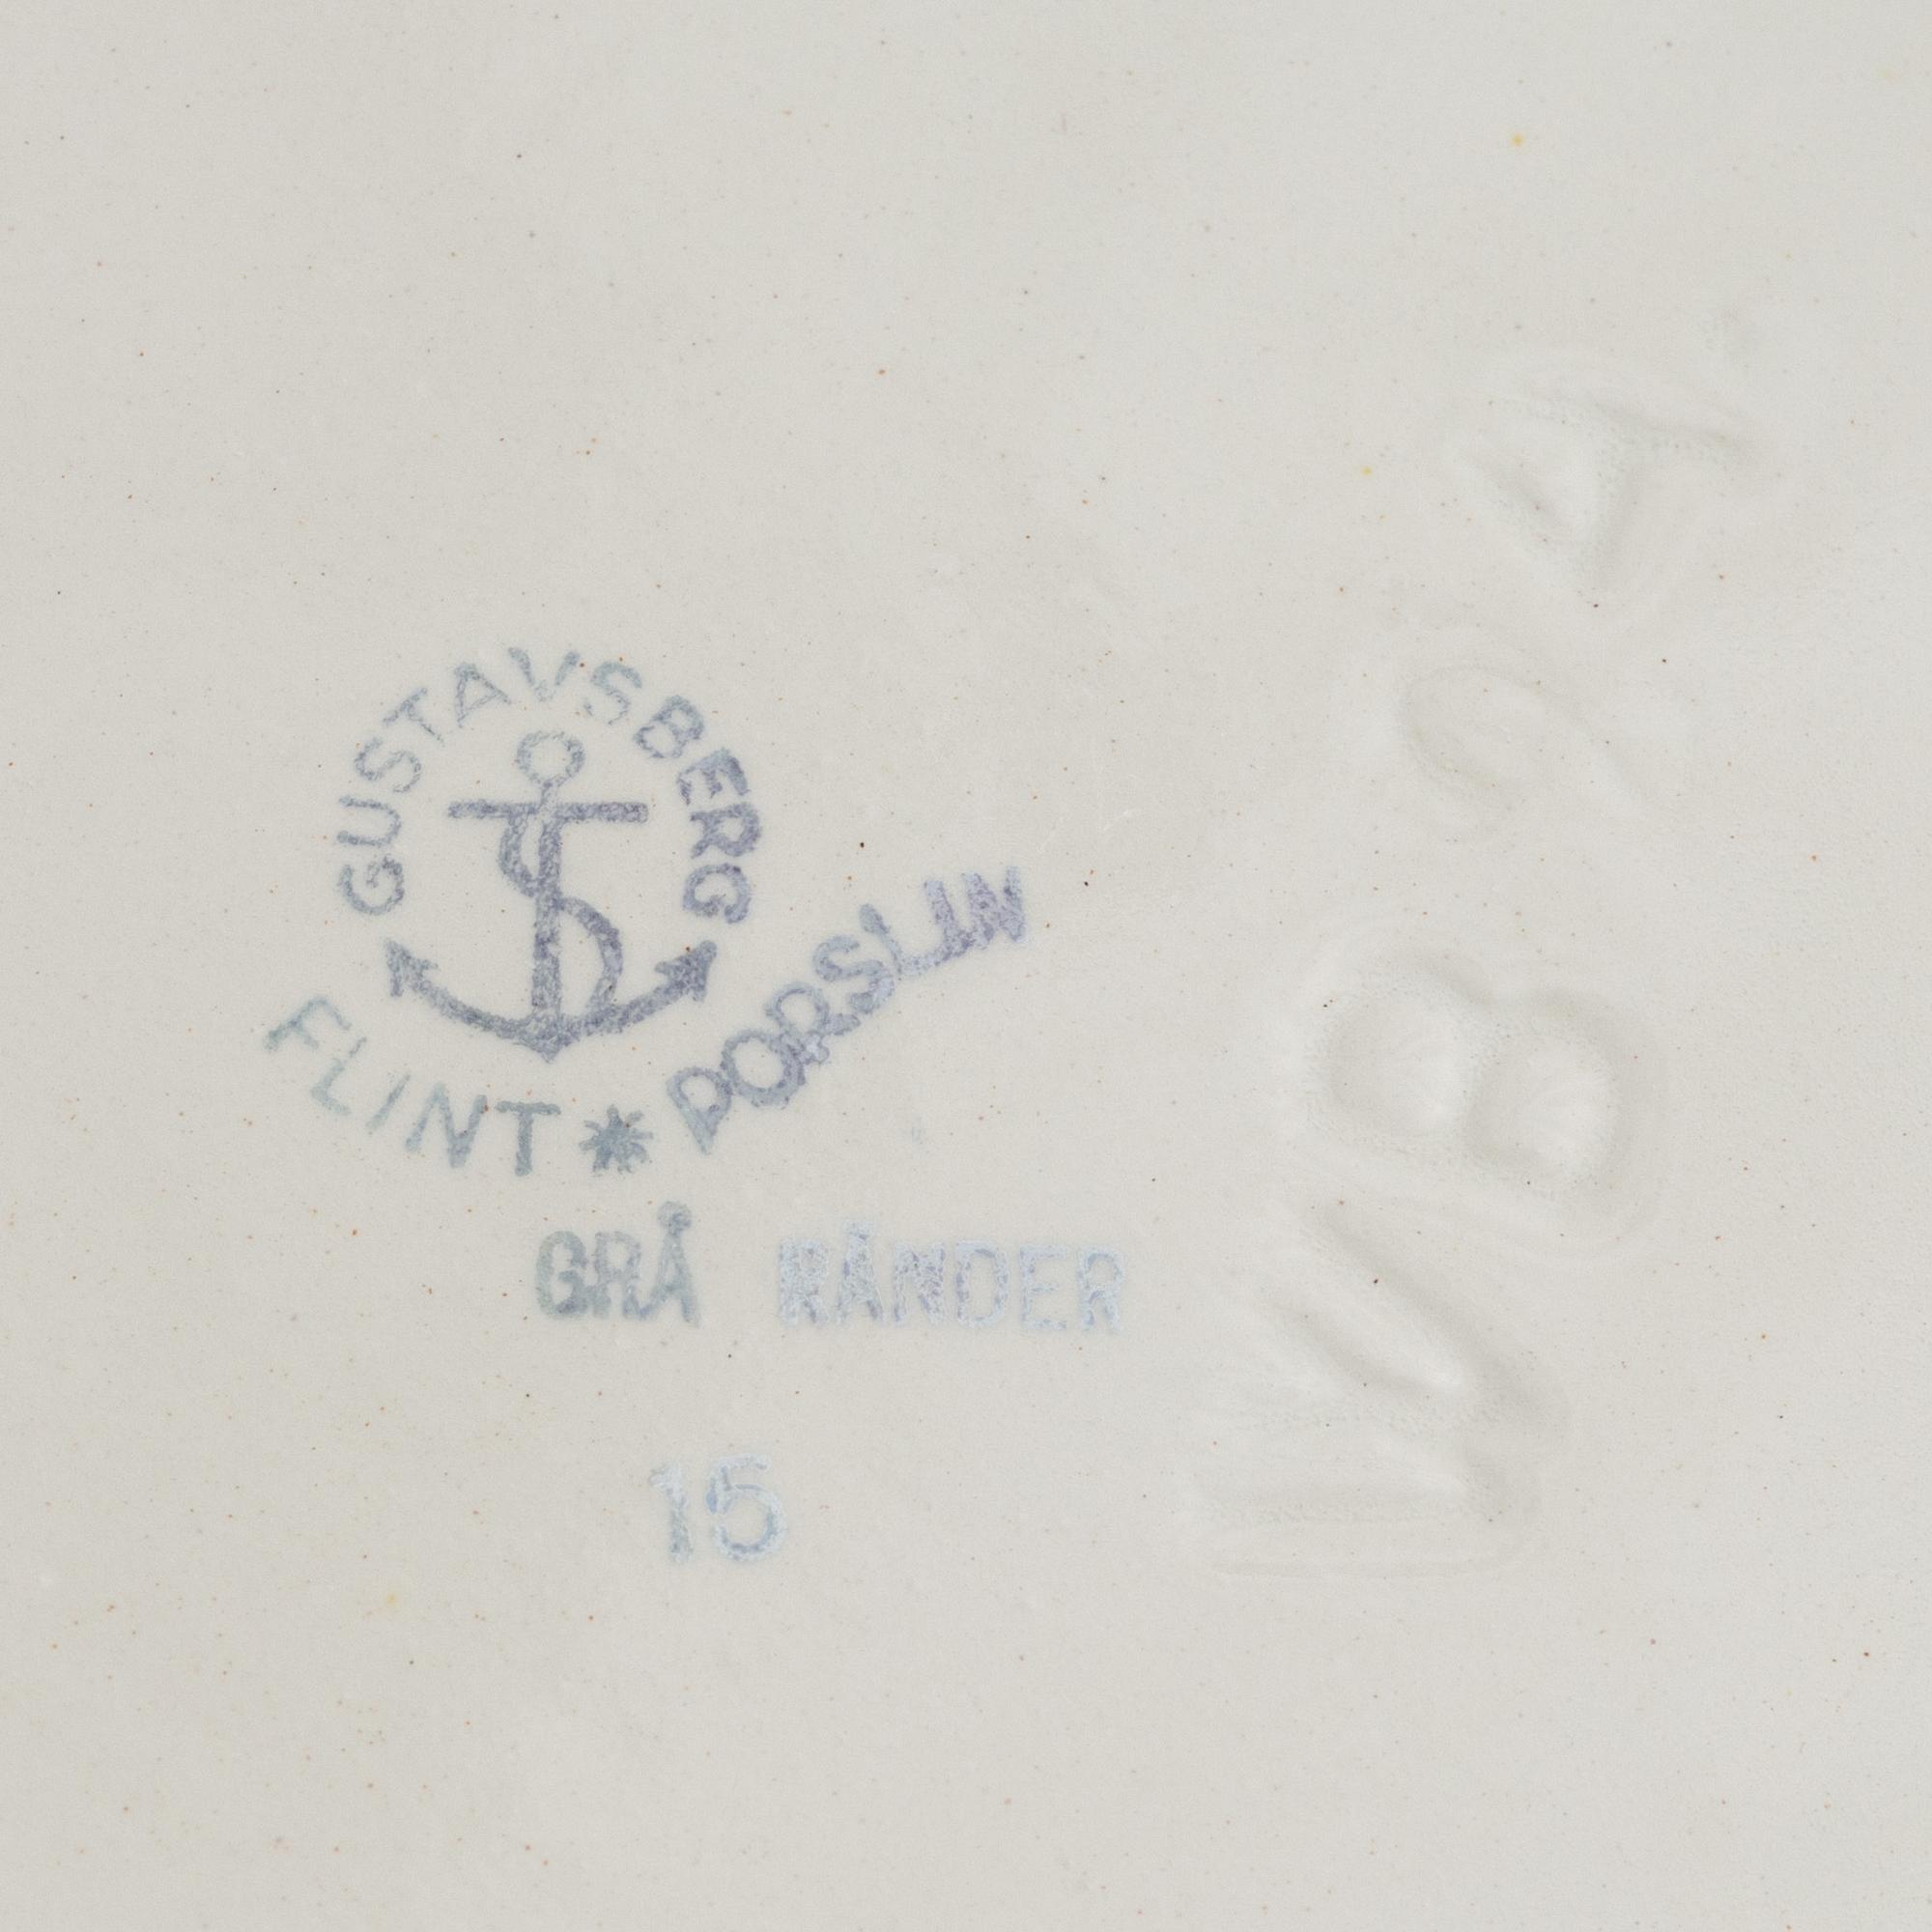 GUSTAVSBERG
FLINT * PORSLIN
GRÅ RÄNDER
15